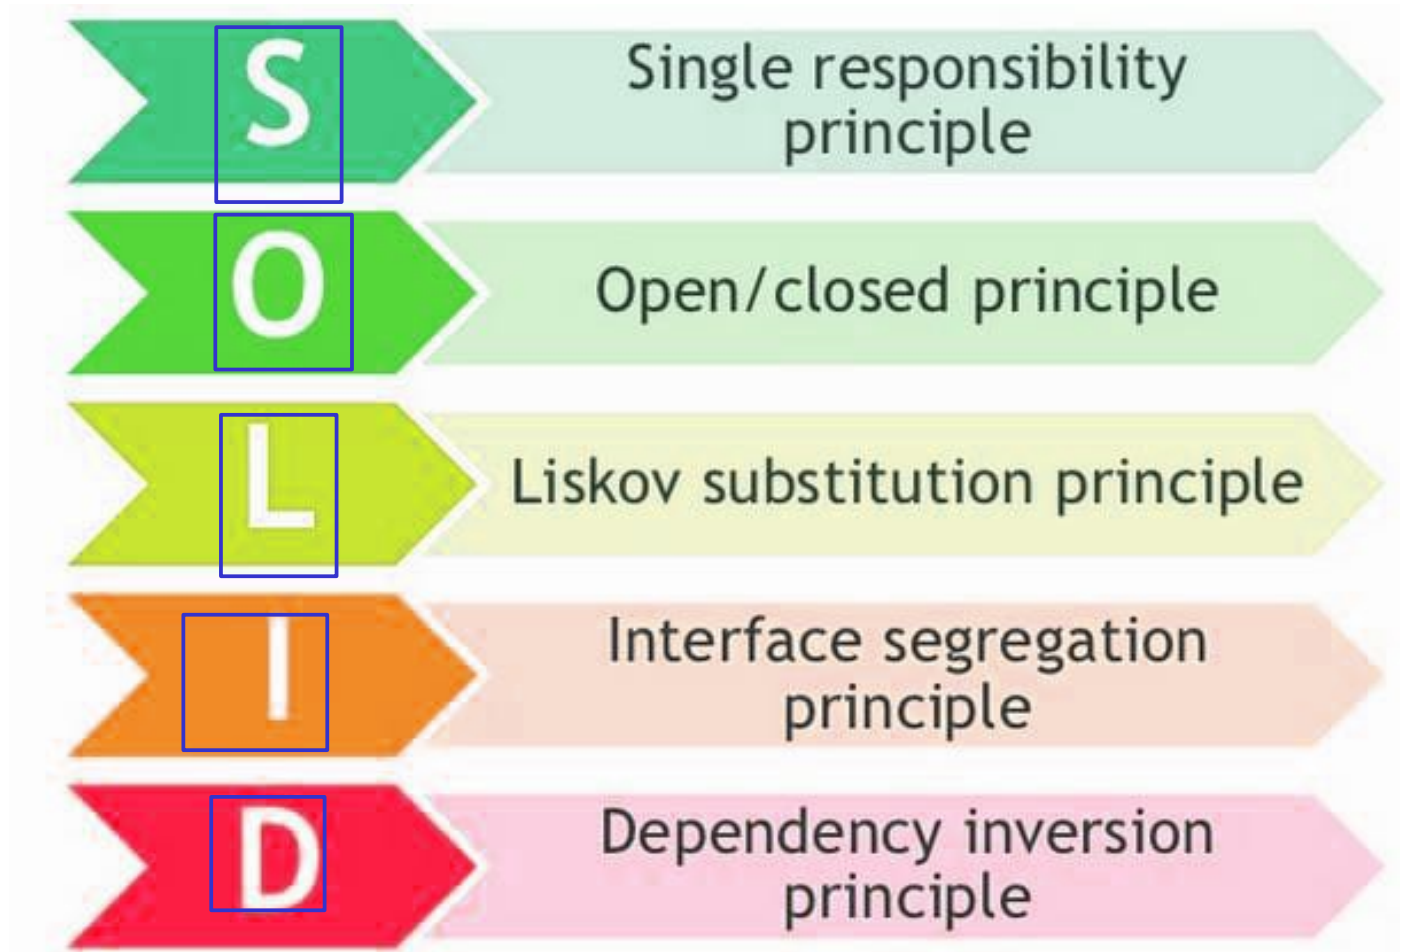 S
Single responsibility
principle
O
Open/closed principle
L
Liskov substitution principle
I
Interface segregation
principle
D
Dependency inversion
principle